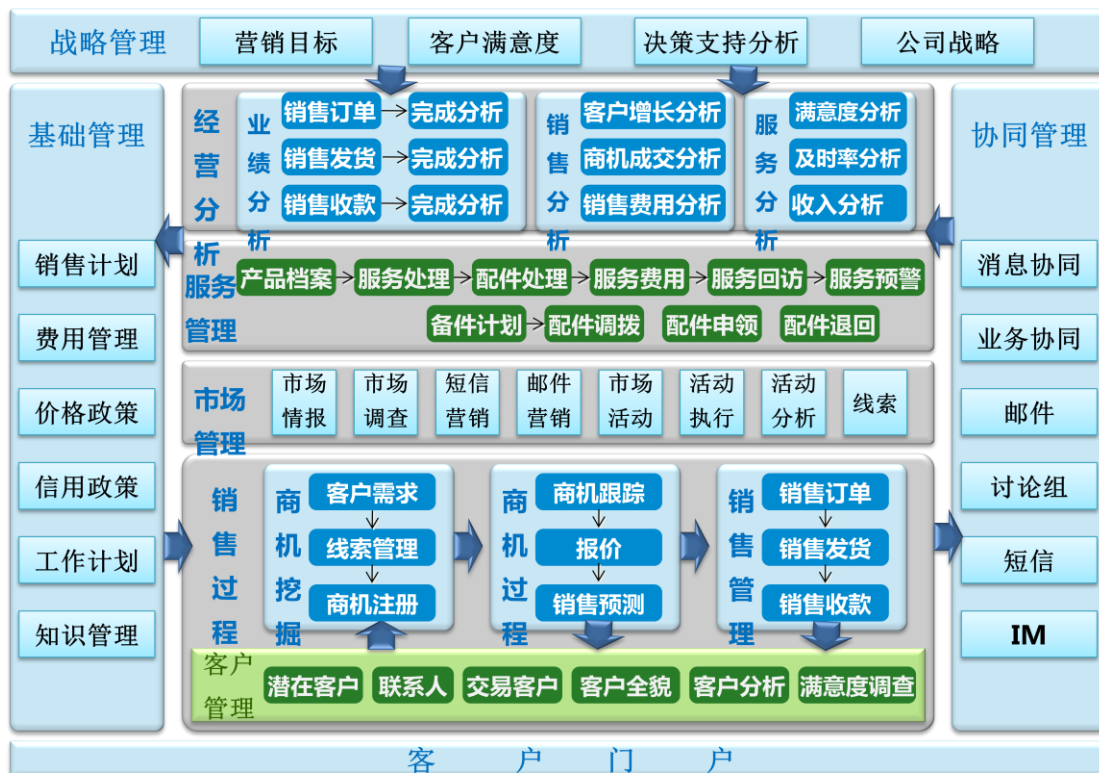 战略管理 营销目标 客户满意度 决策支持分析 公司战略
基础管理
销售计划
费用管理
价格政策
信用政策
工作计划
知识管理
经营分析
业绩分析
销售订单 完成分析
销售发货 完成分析
销售收款 完成分析
销售分析
客户增长分析
商机成交分析
销售费用分析
服务分析
满意度分析
及时率分析
收入分析
服务
管理
产品档案 服务处理 配件处理 服务费用 服务回访 服务预警
备件计划 配件调拨 配件申领 配件退回
市场
管理
市场
情报
市场
调查
短信
营销
邮件
营销
市场
活动
活动
执行
活动
分析
线索
销售过程
商机挖掘
客户需求
线索管理
商机注册
商机过程
商机跟踪
报价
销售预测
销售管理
销售订单
销售发货
销售收款
客户
管理
潜在客户 联系人 交易客户 客户全貌 客户分析 满意度调查
协同管理
消息协同
业务协同
邮件
讨论组
短信
IM
客户门户